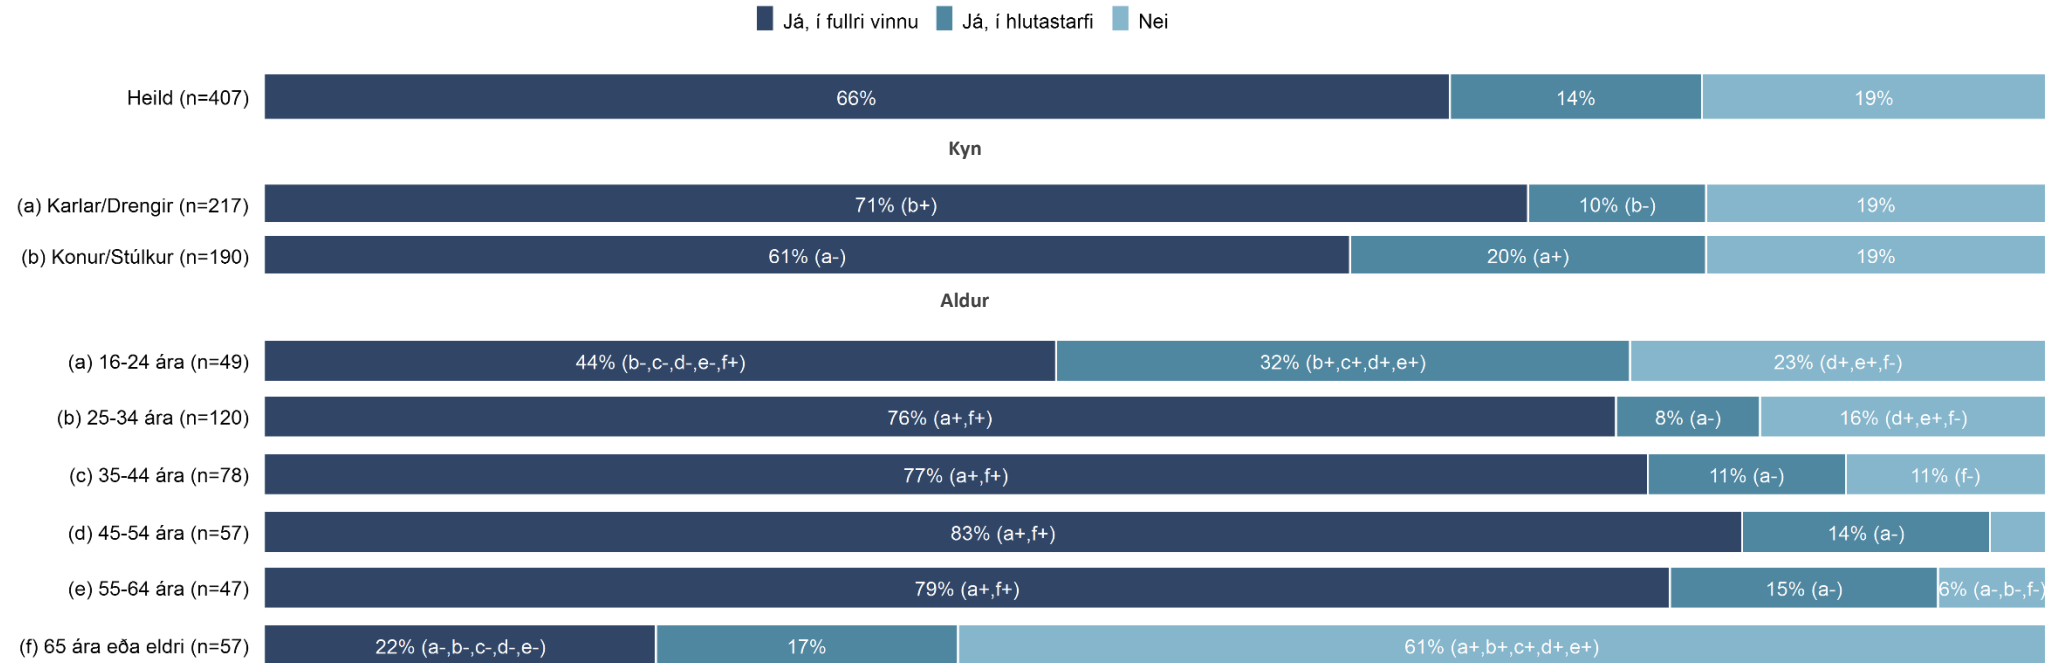 Já, í fullri vinnu Já, í hlutastarfi Nei
Heild (n=407) 66% 14% 19%
Kyn
(a) Karlar/Drengir (n=217) 71% (b+) 10% (b-) 19%
(b) Konur/Stúlkur (n=190) 61% (a-) 20% (a+) 19%
Aldur
(a) 16-24 ára (n=49) 44% (b-,c-,d-,e-,f+) 32% (b+,c+,d+,e+) 23% (d+,e+,f-)
(b) 25-34 ára (n=120) 76% (a+,f+) 8% (a-) 16% (d+,e+,f-)
(c) 35-44 ára (n=78) 77% (a+,f+) 11% (a-) 11% (f-)
(d) 45-54 ára (n=57) 83% (a+,f+) 14% (a-)
(e) 55-64 ára (n=47) 79% (a+,f+) 15% (a-) 6% (a-,b-,f-)
(f) 65 ára eða eldri (n=57) 22% (a-,b-,c-,d-,e-) 17% 61% (a+,b+,c+,d+,e+)